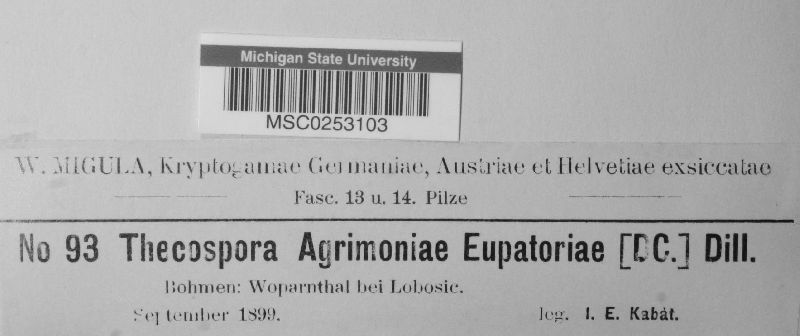 Michigan State University
MSC0253103
W. MIGULA, Kryptogamae Germaniae, Austriae et Helvetiae exsiccatae
Fasc. 13 u. 14. Pilze
No 93 Thecospora Agrimoniae Eupatoriae [DC.] Dill.
Böhmen: Woparnthal bei Lobosic.
September 1899. leg. I. E. Kabát.